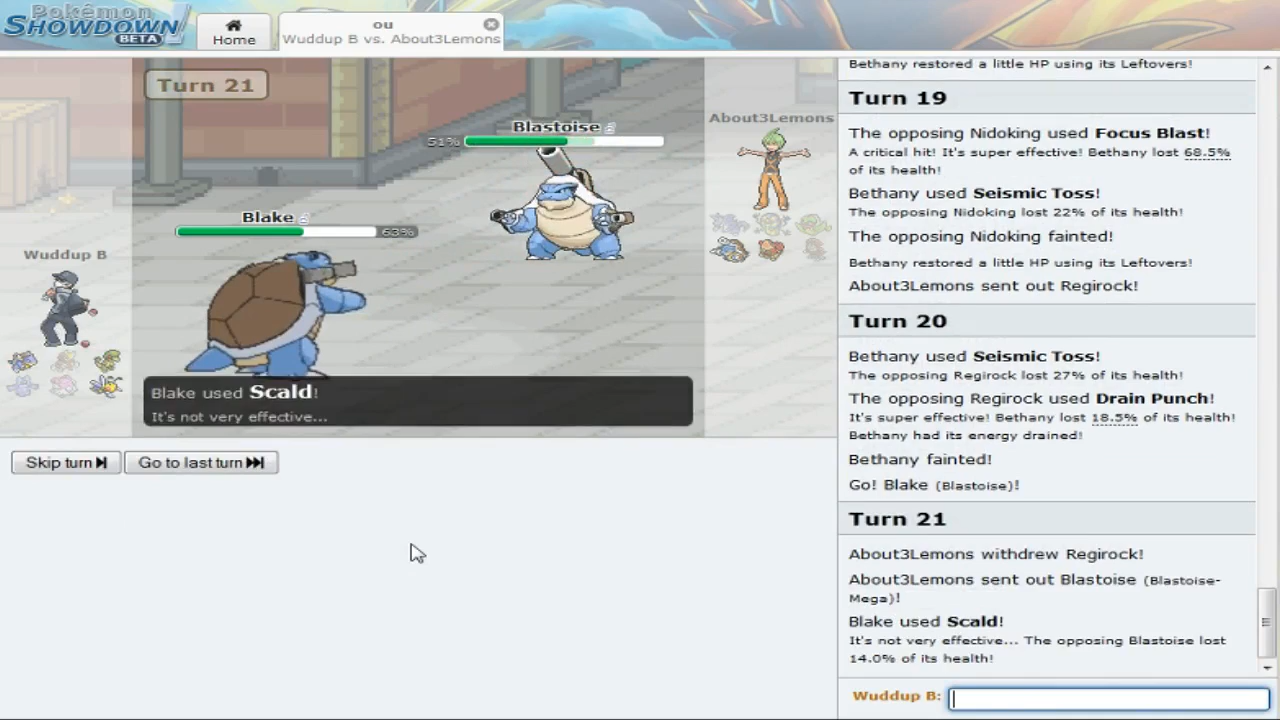 Pokémon
SHOWDOWN!
BETA
Home
ou
Wuddup B vs. About3Lemons
Turn 21
Blastoise
51%
Blake
63%
Wuddup B
About3Lemons
Blake used Scald!
It's not very effective...
Skip turn
Go to last turn
Bethany restored a little HP using its Leftovers!
Turn 19
The opposing Nidoking used Focus Blast!
A critical hit! It's super effective! Bethany lost 68.5%
of its health!
Bethany used Seismic Toss!
The opposing Nidoking lost 22% of its health!
The opposing Nidoking fainted!
Bethany restored a little HP using its Leftovers!
About3Lemons sent out Regirock!
Turn 20
Bethany used Seismic Toss!
The opposing Regirock lost 27% of its health!
The opposing Regirock used Drain Punch!
It's super effective! Bethany lost 18.5% of its health!
Bethany had its energy drained!
Bethany fainted!
Go! Blake (Blastoise)!
Turn 21
About3Lemons withdrew Regirock!
About3Lemons sent out Blastoise (Blastoise-
Mega)!
Blake used Scald!
It's not very effective... The opposing Blastoise lost
14.0% of its health!
Wuddup B: